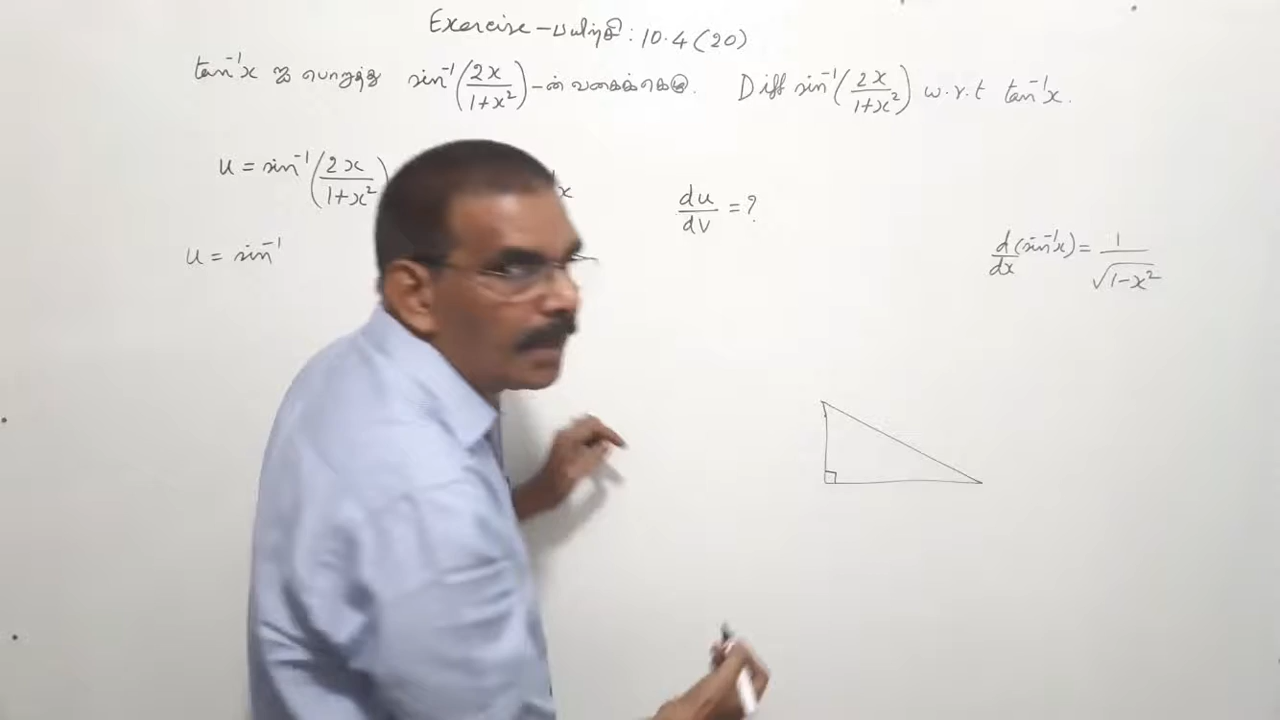 Exercise – பயிற்சி : 10.4 (20)
tan⁻¹x ஐ பொறுத்து sin⁻¹(2x/1+x²) – ன் வகைக்கெழு. Diff sin⁻¹(2x/1+x²) w.r.t tan⁻¹x.
u = sin⁻¹(2x/1+x²) x du/dv = ?
u = sin⁻¹ d/dx (sin⁻¹x) = 1/√1-x²